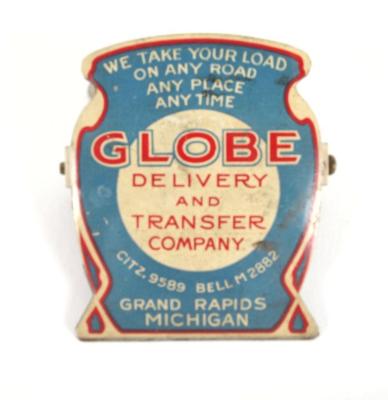 WE TAKE YOUR LOAD
ON ANY ROAD
ANY PLACE
ANY TIME
GLOBE
DELIVERY
AND
TRANSFER
COMPANY.
CITZ. 9589 BELL M 2882
GRAND RAPIDS
MICHIGAN